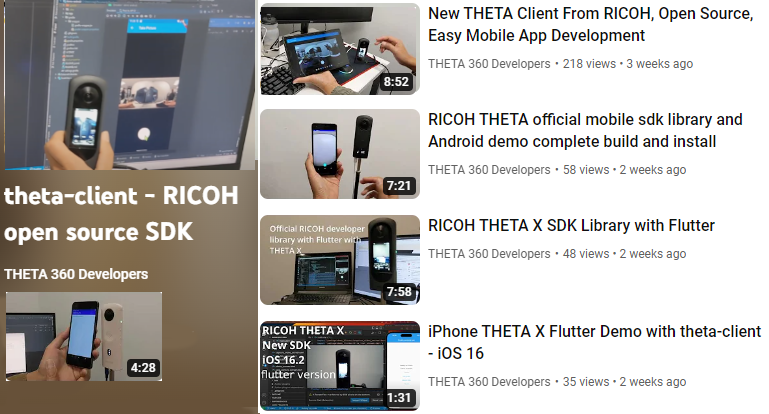 theta-client - RICOH
open source SDK
THETA 360 Developers
4:28
8:52
New THETA Client From RICOH, Open Source,
Easy Mobile App Development
THETA 360 Developers • 218 views • 3 weeks ago
7:21
RICOH THETA official mobile sdk library and
Android demo complete build and install
THETA 360 Developers • 58 views • 2 weeks ago
Official RICOH developer
library with Flutter with
THETA X
7:58
RICOH THETA X SDK Library with Flutter
THETA 360 Developers • 48 views • 2 weeks ago
RICOH THETA X
New SDK
iOS 16.2
flutter version
1:31
iPhone THETA X Flutter Demo with theta-client
- iOS 16
THETA 360 Developers • 35 views • 2 weeks ago